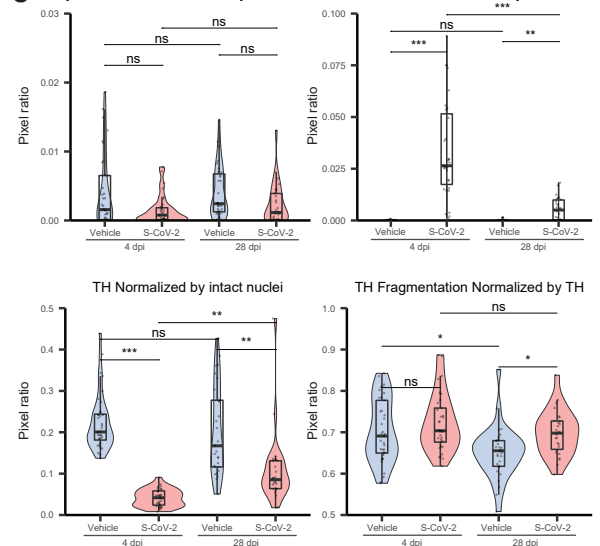 ns
ns
ns
ns
Pixel ratio
0.03
0.02
0.01
0.00
Vehicle S-CoV-2 Vehicle S-CoV-2
4 dpi 28 dpi
***
ns
***
**
Pixel ratio
0.100
0.075
0.050
0.025
0.000
Vehicle S-CoV-2 Vehicle S-CoV-2
4 dpi 28 dpi
TH Normalized by intact nuclei
**
ns
***
**
Pixel ratio
0.5
0.4
0.3
0.2
0.1
0.0
Vehicle S-CoV-2 Vehicle S-CoV-2
4 dpi 28 dpi
TH Fragmentation Normalized by TH
ns
*
ns
*
Pixel ratio
1.0
0.9
0.8
0.7
0.6
0.5
Vehicle S-CoV-2 Vehicle S-CoV-2
4 dpi 28 dpi